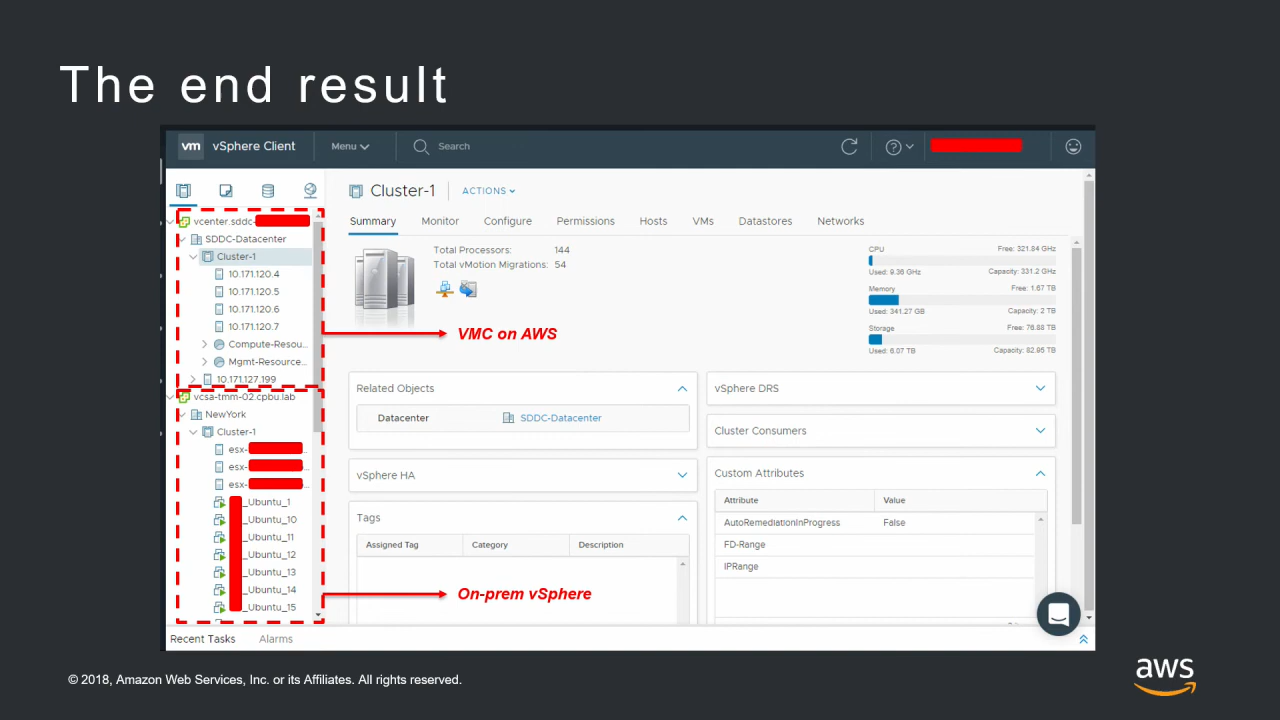 The end result
vm vSphere Client Menu Search
Cluster-1 ACTIONS
Summary Monitor Configure Permissions Hosts VMs Datastores Networks
vcenter.sddc-
SDDC-Datacenter
Cluster-1
10.171.120.4
10.171.120.5
10.171.120.6
10.171.120.7
Compute-Resou...
Mgmt-Resource...
10.171.127.199
vcsa-tmm-02.cpbu.lab
NewYork
Cluster-1
esx-
esx-
esx-
_Ubuntu_1
_Ubuntu_10
_Ubuntu_11
_Ubuntu_12
_Ubuntu_13
_Ubuntu_14
_Ubuntu_15
Total Processors: 144
Total vMotion Migrations: 54
CPU Free: 321.84 GHz
Used: 9.36 GHz Capacity: 331.2 GHz
Memory Free: 1.67 TB
Used: 341.27 GB Capacity: 2 TB
Storage Free: 76.88 TB
Used: 6.07 TB Capacity: 82.95 TB
VMC on AWS
Related Objects
Datacenter SDDC-Datacenter
vSphere HA
Tags
Assigned Tag Category Description
On-prem vSphere
vSphere DRS
Cluster Consumers
Custom Attributes
Attribute Value
AutoRemediationInProgress False
FD-Range
IPRange
Recent Tasks Alarms
© 2018, Amazon Web Services, Inc. or its Affiliates. All rights reserved.
aws